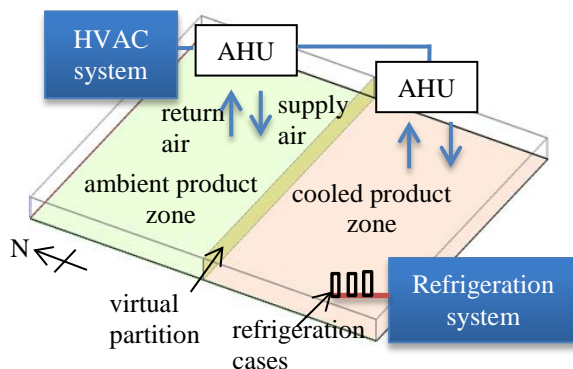 HVAC
system
AHU
AHU
return
air
supply
air
ambient product
zone
cooled product
zone
N
virtual
partition
refrigeration
cases
Refrigeration
system